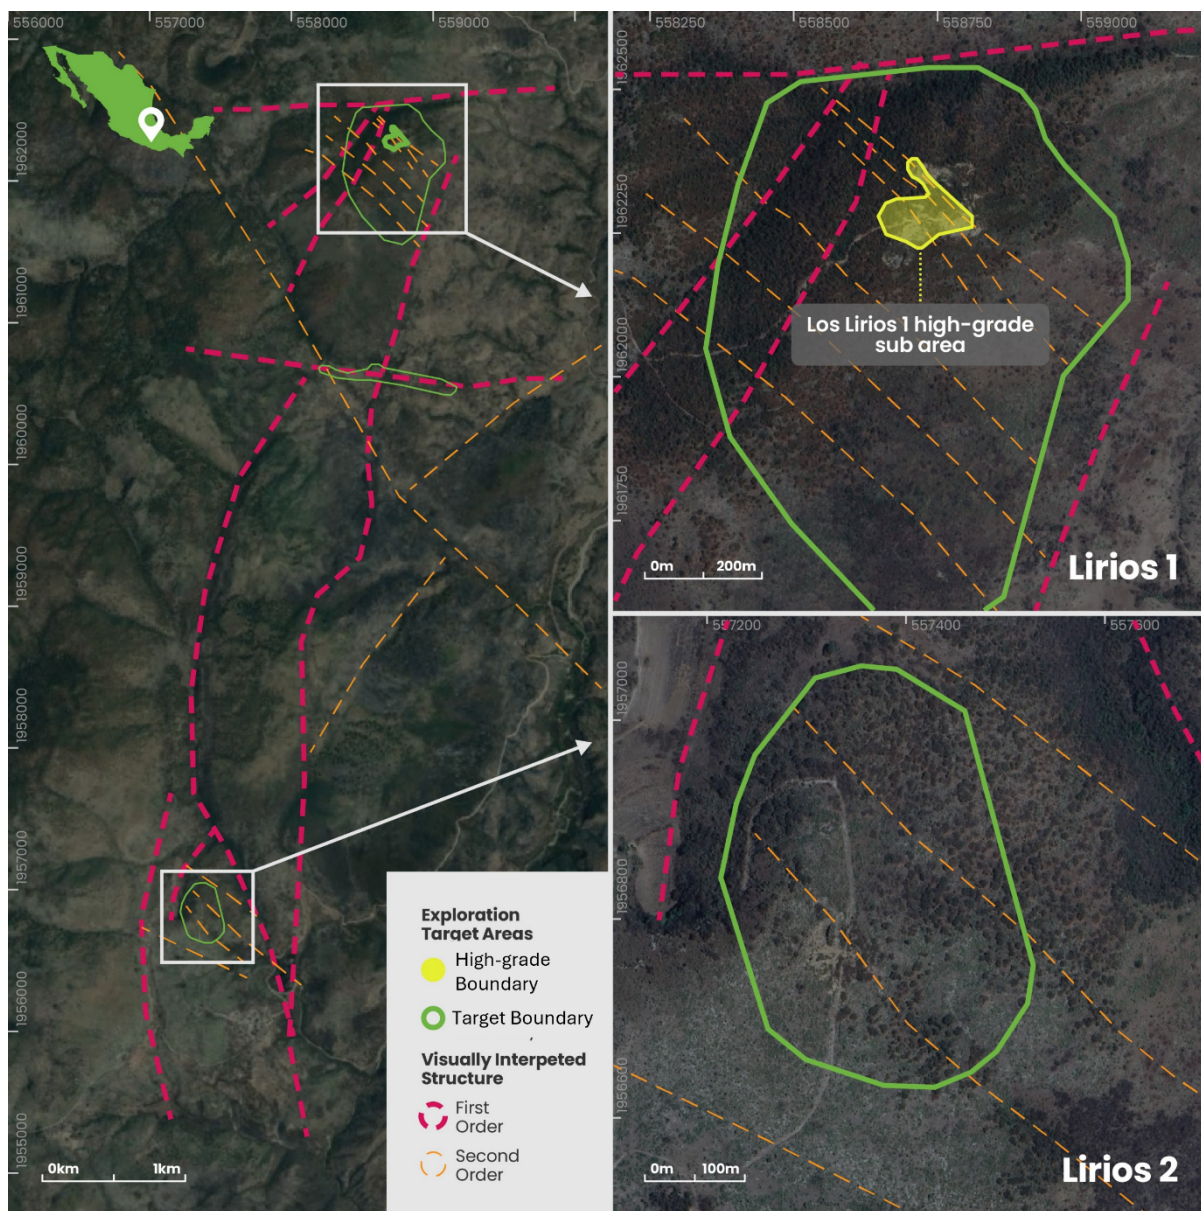 556000
557000
558000
559000
1962000
1961000
1960000
1959000
1958000
1957000
1956000
1955000
0km
1km
Exploration
Target Areas
High-grade
Boundary
Target Boundary
Visually Interpeted
Structure
First
Order
Second
Order
558250
558500
558750
559000
1962500
1962250
1962000
1961750
Los Lirios 1 high-grade
sub area
0m
200m
Lirios 1
557200
557400
557600
1957000
1956800
1956600
0m
100m
Lirios 2